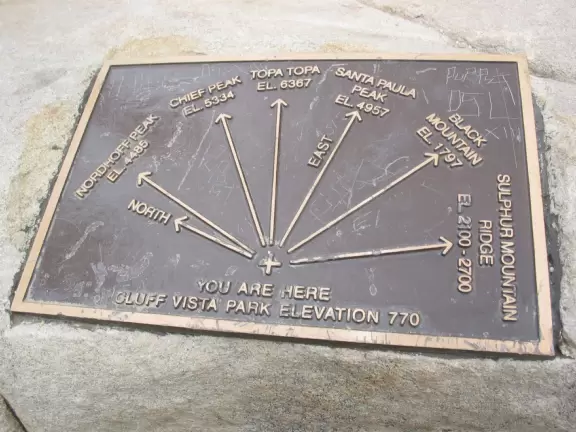 NORDHOFF PEAK
EL. 4485
CHIEF PEAK
EL 5334
TOPA TOPA
EL. 6367
SANTA PAULA
PEAK
EL. 4957
BLACK
MOUNTAIN
EL 1797
SULPHUR MOUNTAIN
RIDGE
EL 2100-2700
NORTH
EAST
YOU ARE HERE
CLUFF VISTA PARK ELEVATION 770